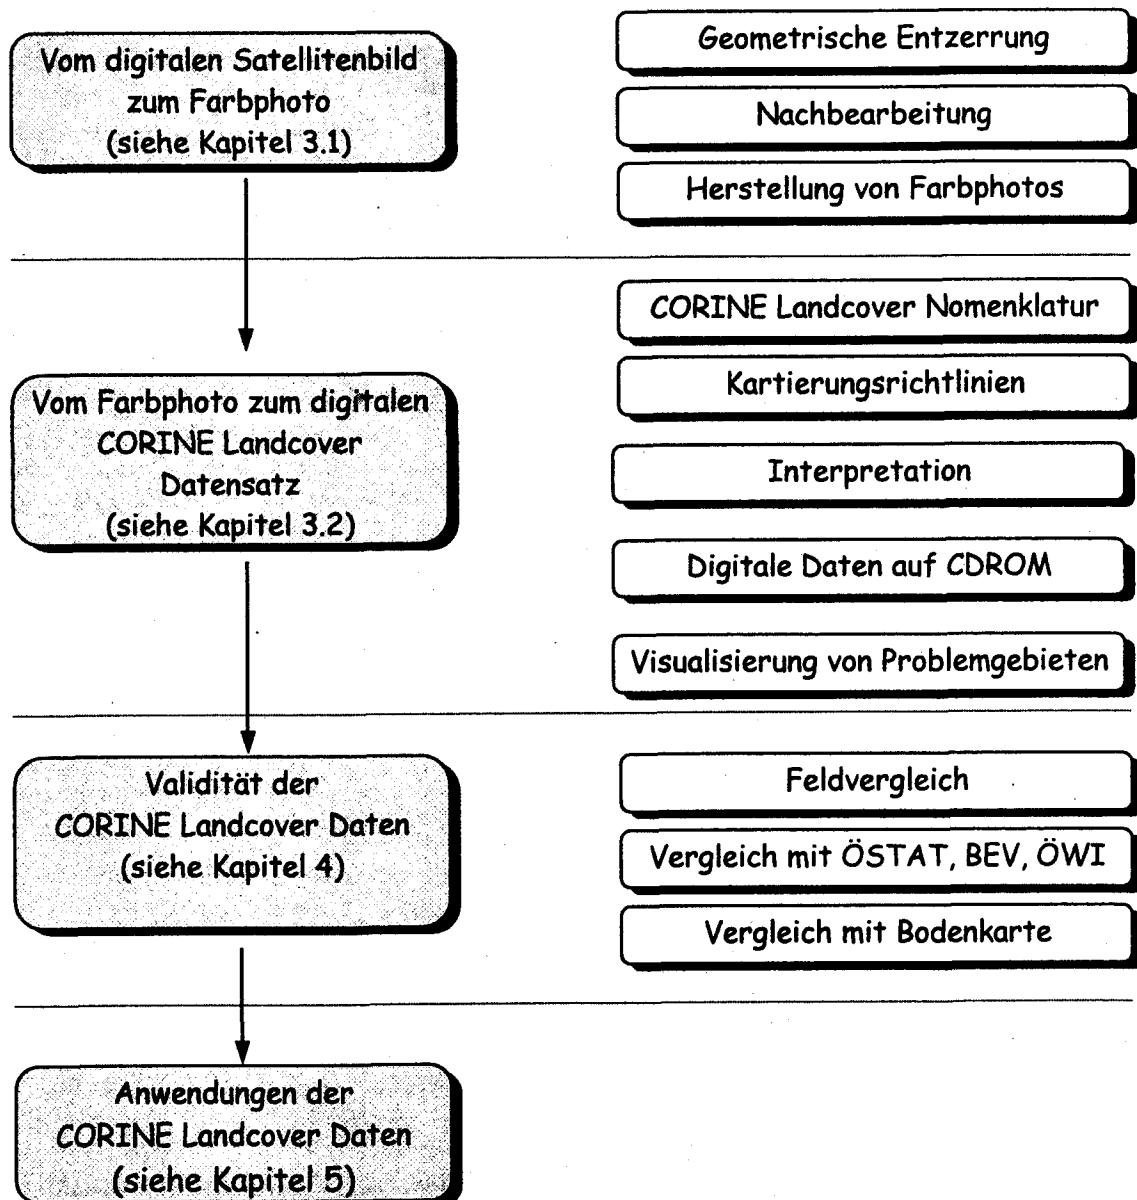 Vom digitalen Satellitenbild
zum Farbphoto
(siehe Kapitel 3.1)
Geometrische Entzerrung
Nachbearbeitung
Herstellung von Farbphotos
Vom Farbphoto zum digitalen
CORINE Landcover
Datensatz
(siehe Kapitel 3.2)
CORINE Landcover Nomenklatur
Kartierungsrichtlinien
Interpretation
Digitale Daten auf CDROM
Visualisierung von Problemgebieten
Validität der
CORINE Landcover Daten
(siehe Kapitel 4)
Feldvergleich
Vergleich mit ÖSTAT, BEV, ÖWI
Vergleich mit Bodenkarte
Anwendungen der
CORINE Landcover Daten
(siehe Kapitel 5)